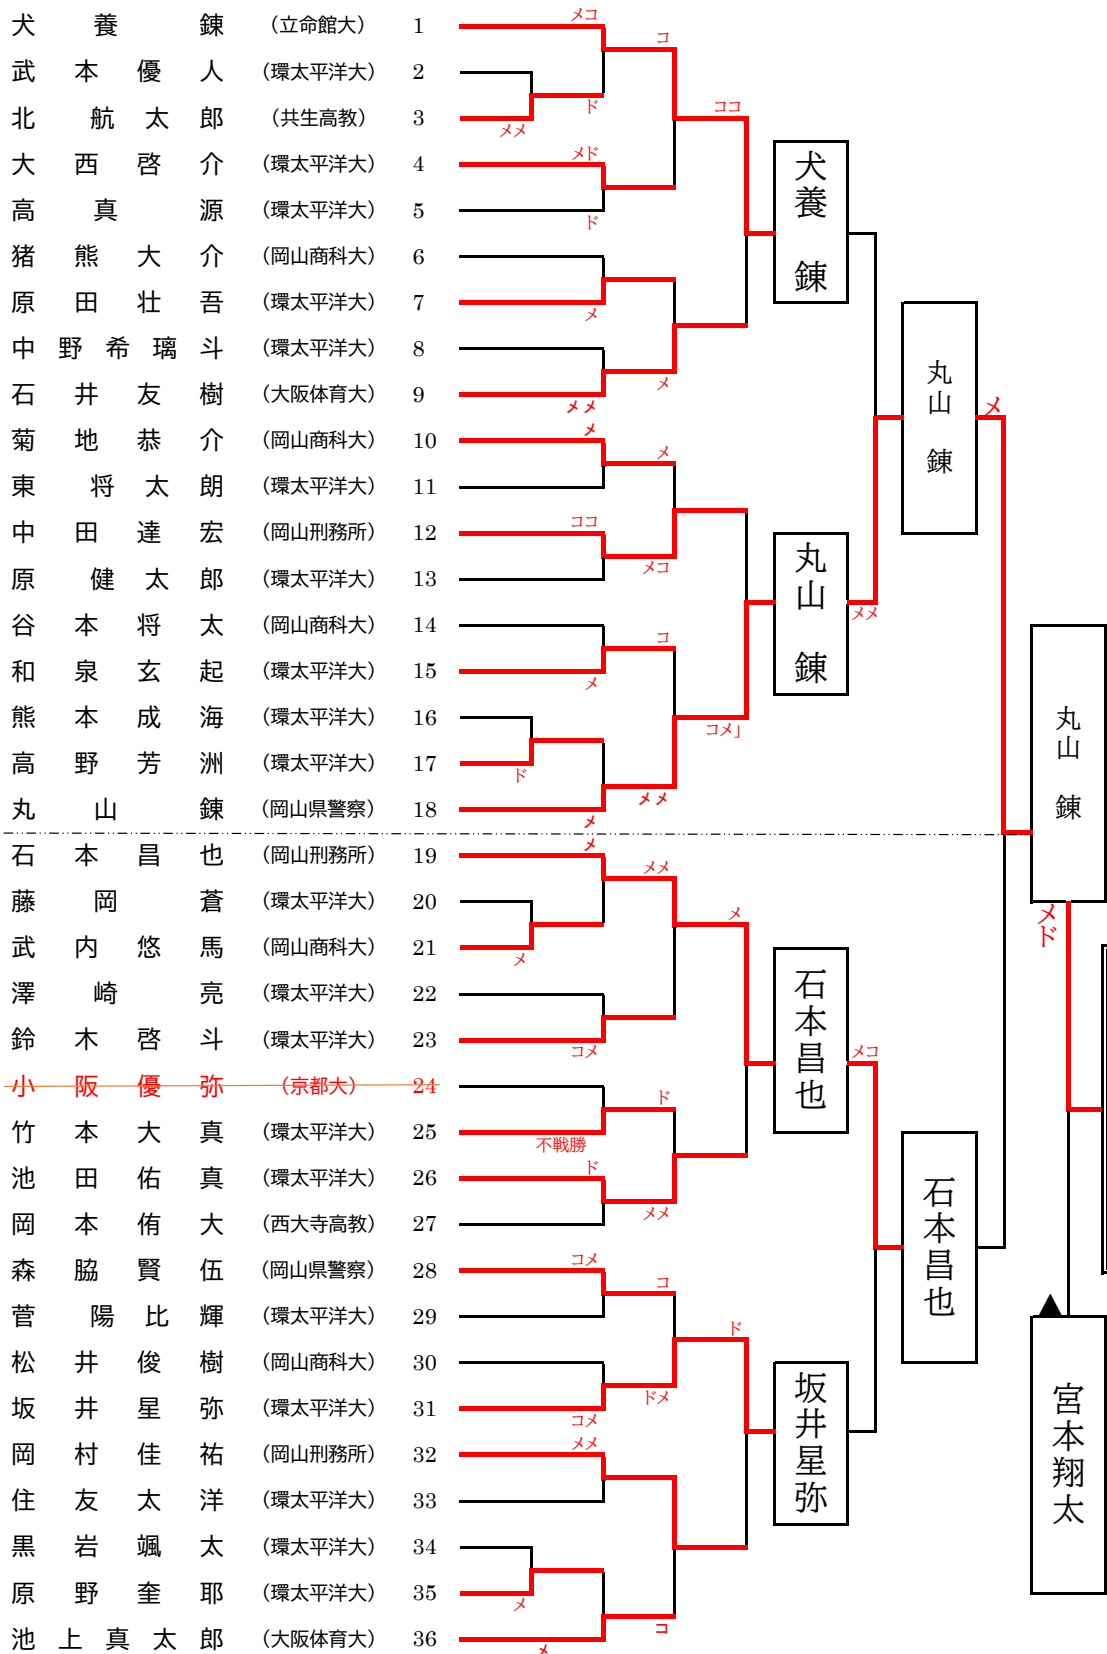 犬養錬 (立命館大) 1
武本優人 (環太平洋大) 2
北航太郎 (共生高教) 3
大西啓介 (環太平洋大) 4
高真源 (環太平洋大) 5
猪熊大介 (岡山商科大) 6
原田壮吾 (環太平洋大) 7
中野希璃斗 (環太平洋大) 8
石井友樹 (大阪体育大) 9
菊地恭介 (岡山商科大) 10
東将太朗 (環太平洋大) 11
中田達宏 (岡山刑務所) 12
原健太郎 (環太平洋大) 13
谷本将太 (岡山商科大) 14
和泉玄起 (環太平洋大) 15
熊本成海 (環太平洋大) 16
高野芳洲 (環太平洋大) 17
丸山錬 (岡山県警察) 18
石本昌也 (岡山刑務所) 19
藤岡蒼 (環太平洋大) 20
武内悠馬 (岡山商科大) 21
澤崎亮 (環太平洋大) 22
鈴木啓斗 (環太平洋大) 23
小阪優弥 (京都大) 24
竹本大真 (環太平洋大) 25
池田佑真 (環太平洋大) 26
岡本侑大 (西大寺高教) 27
森脇賢伍 (岡山県警察) 28
菅陽比輝 (環太平洋大) 29
松井俊樹 (岡山商科大) 30
坂井星弥 (環太平洋大) 31
岡村佳祐 (岡山刑務所) 32
住友太洋 (環太平洋大) 33
黒岩颯太 (環太平洋大) 34
原野奎耶 (環太平洋大) 35
池上真太郎 (大阪体育大) 36
メコ
メメ
ド
メド
ド
メ
メメ
メ
ココ
メ
ド
メ
メ
メ
コメ
不戦勝
ド
コメ
コメ
メメ
メ
メ
コ
メ
メ
メコ
コ
メメ
メメ
ド
メメ
コ
ドメ
コ
ココ
コメ」
メ
ド
犬養 錬
丸山 錬
石本昌也
坂井星弥
メメ
メコ
丸山 錬
石本昌也
メ
丸山 錬
メド
宮本翔太